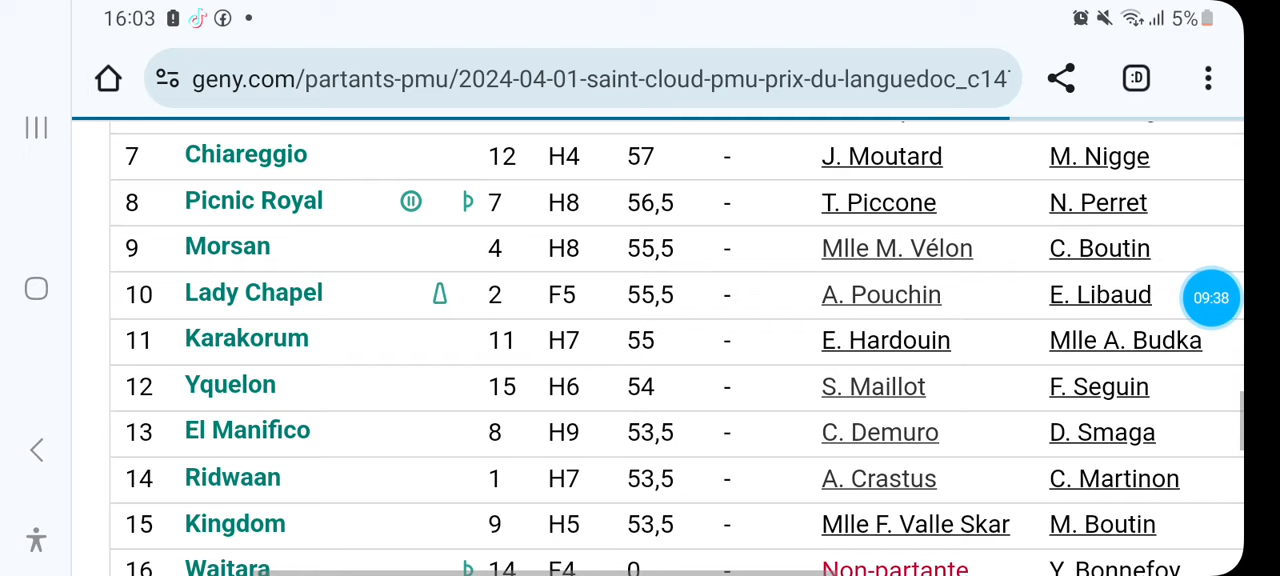 16:03 5%
geny.com/partants-pmu/2024-04-01-saint-cloud-pmu-prix-du-languedoc_c14
:D
7 Chiareggio 12 H4 57 - J. Moutard M. Nigge
8 Picnic Royal 7 H8 56,5 - T. Piccone N. Perret
9 Morsan 4 H8 55,5 - Mlle M. Vélon C. Boutin
10 Lady Chapel 2 F5 55,5 - A. Pouchin E. Libaud
09:38
11 Karakorum 11 H7 55 - E. Hardouin Mlle A. Budka
12 Yquelon 15 H6 54 - S. Maillot F. Seguin
13 El Manifico 8 H9 53,5 - C. Demuro D. Smaga
14 Ridwaan 1 H7 53,5 - A. Crastus C. Martinon
15 Kingdom 9 H5 53,5 - Mlle F. Valle Skar M. Boutin
16 Waitara 14 F4 0 Non-partante Y. Bonnefoy